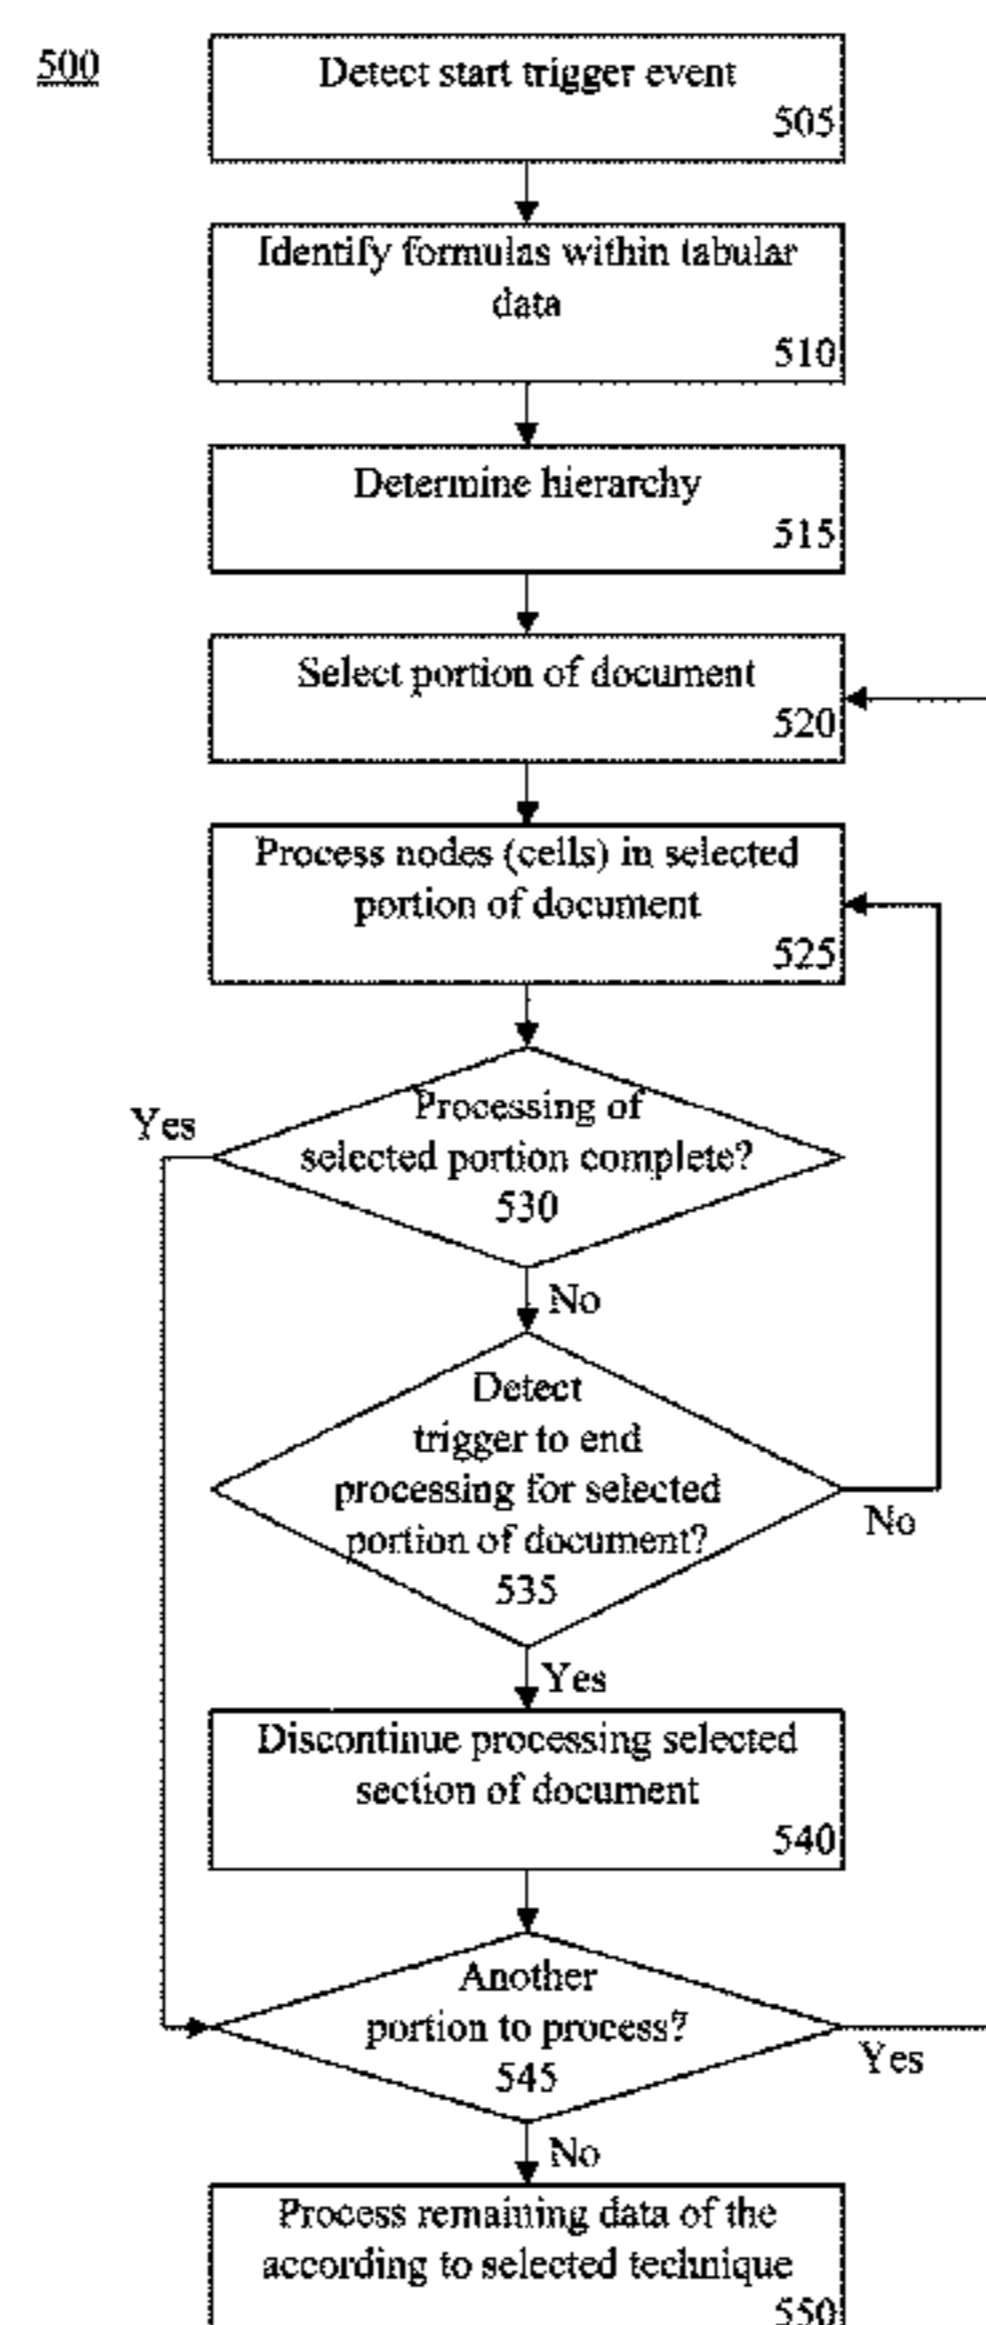 500
Detect start trigger event
505
Identify formulas within tabular
data
510
Determine hierarchy
515
Select portion of document
520
Process nodes (cells) in selected
portion of document
525
Processing of
selected portion complete?
530
Yes
No
Detect
trigger to end
processing for selected
portion of document?
535
No
Yes
Discontinue processing selected
section of document
540
Another
portion to process?
545
Yes
No
Process remaining data of the
according to selected technique
550